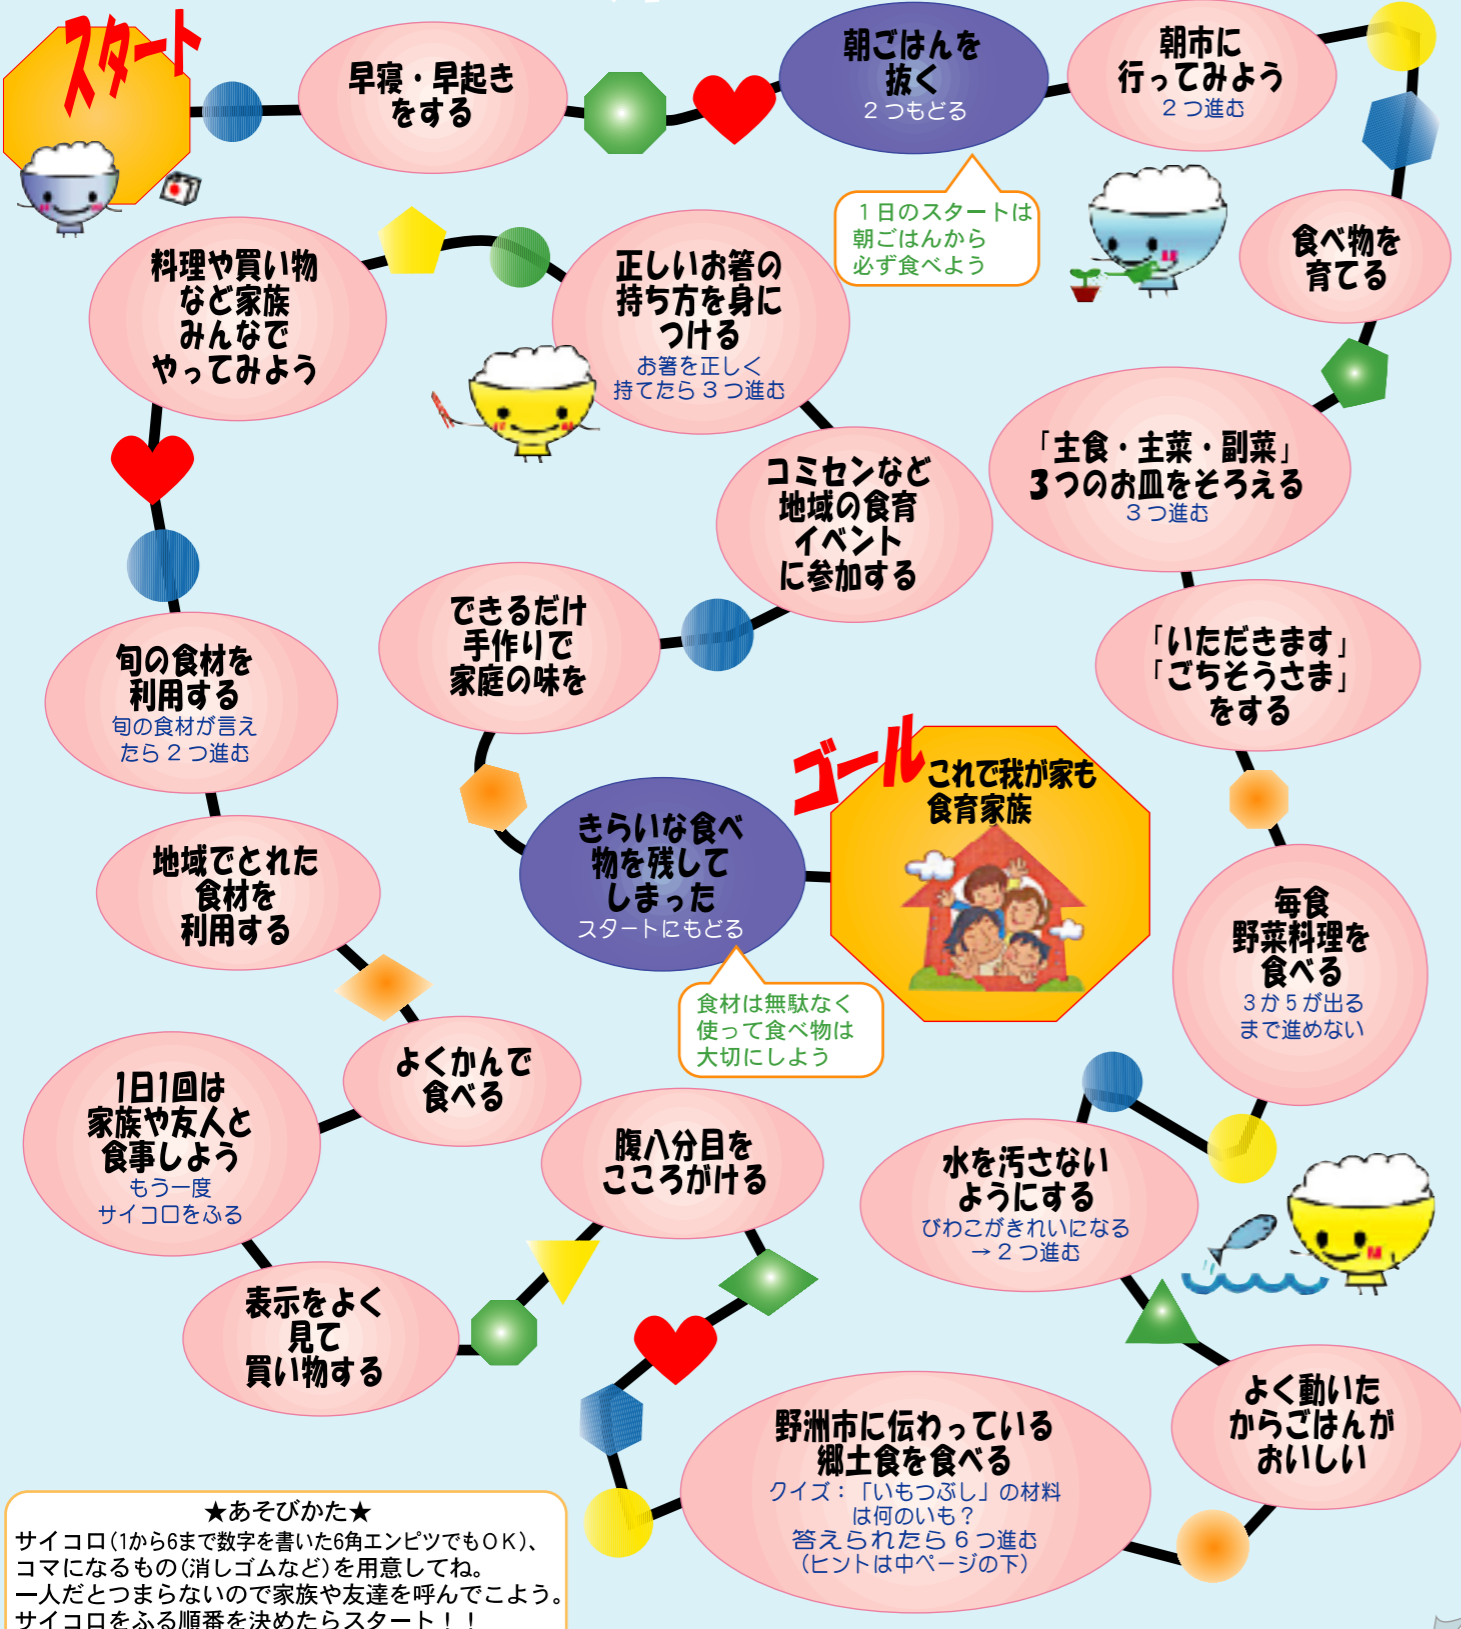 スタート
早寝・早起き
をする
朝ごはんを
抜く
２つもどる
１日のスタートは
朝ごはんから
必ず食べよう
朝市に
行ってみよう
２つ進む
食べ物を
育てる
「主食・主菜・副菜」
３つのお皿をそろえる
３つ進む
「いただきます」
「ごちそうさま」
をする
毎食
野菜料理を
食べる
３か５が出る
まで進めない
水を汚さない
ようにする
びわこがきれいになる
→２つ進む
よく動いた
からごはんが
おいしい
野洲市に伝わっている
郷土食を食べる
クイズ：「いもつぶし」の材料
は何のいも？
答えられたら６つ進む
（ヒントは中ページの下）
腹八分目を
こころがける
表示をよく
見て
買い物する
1日1回は
家族や友人と
食事しよう
もう一度
サイコロをふる
よくかんで
食べる
地域でとれた
食材を
利用する
旬の食材を
利用する
旬の食材が言え
たら２つ進む
料理や買い物
など家族
みんなで
やってみよう
正しいお箸の
持ち方を身に
つける
お箸を正しく
持てたら３つ進む
コミセンなど
地域の食育
イベント
に参加する
できるだけ
手作りで
家庭の味を
きらいな食べ
物を残して
しまった
スタートにもどる
食材は無駄なく
使って食べ物は
大切にしよう
ゴール
これで我が家も
食育家族
★あそびかた★
サイコロ(1から6まで数字を書いた6角エンピツでもＯＫ)、
コマになるもの(消しゴムなど)を用意してね。
一人だとつまらないので家族や友達を呼んでこよう。
サイコロをふる順番を決めたらスタート！！